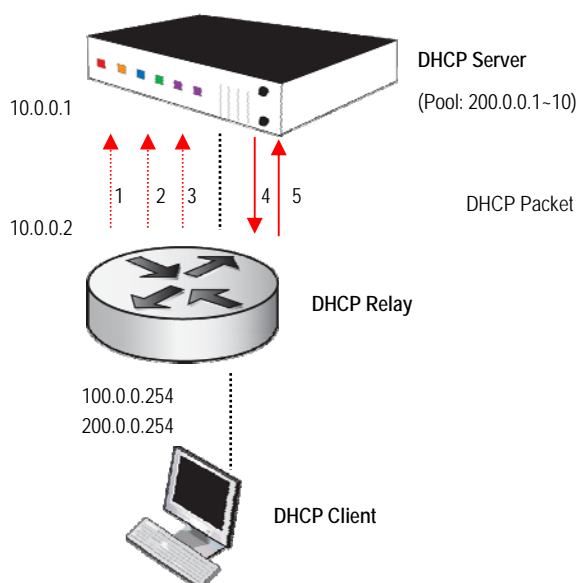 DHCP Server
10.0.0.1
(Pool: 200.0.0.1~10)
1 2 3 4 5
DHCP Packet
10.0.0.2
DHCP Relay
100.0.0.254
200.0.0.254
DHCP Client